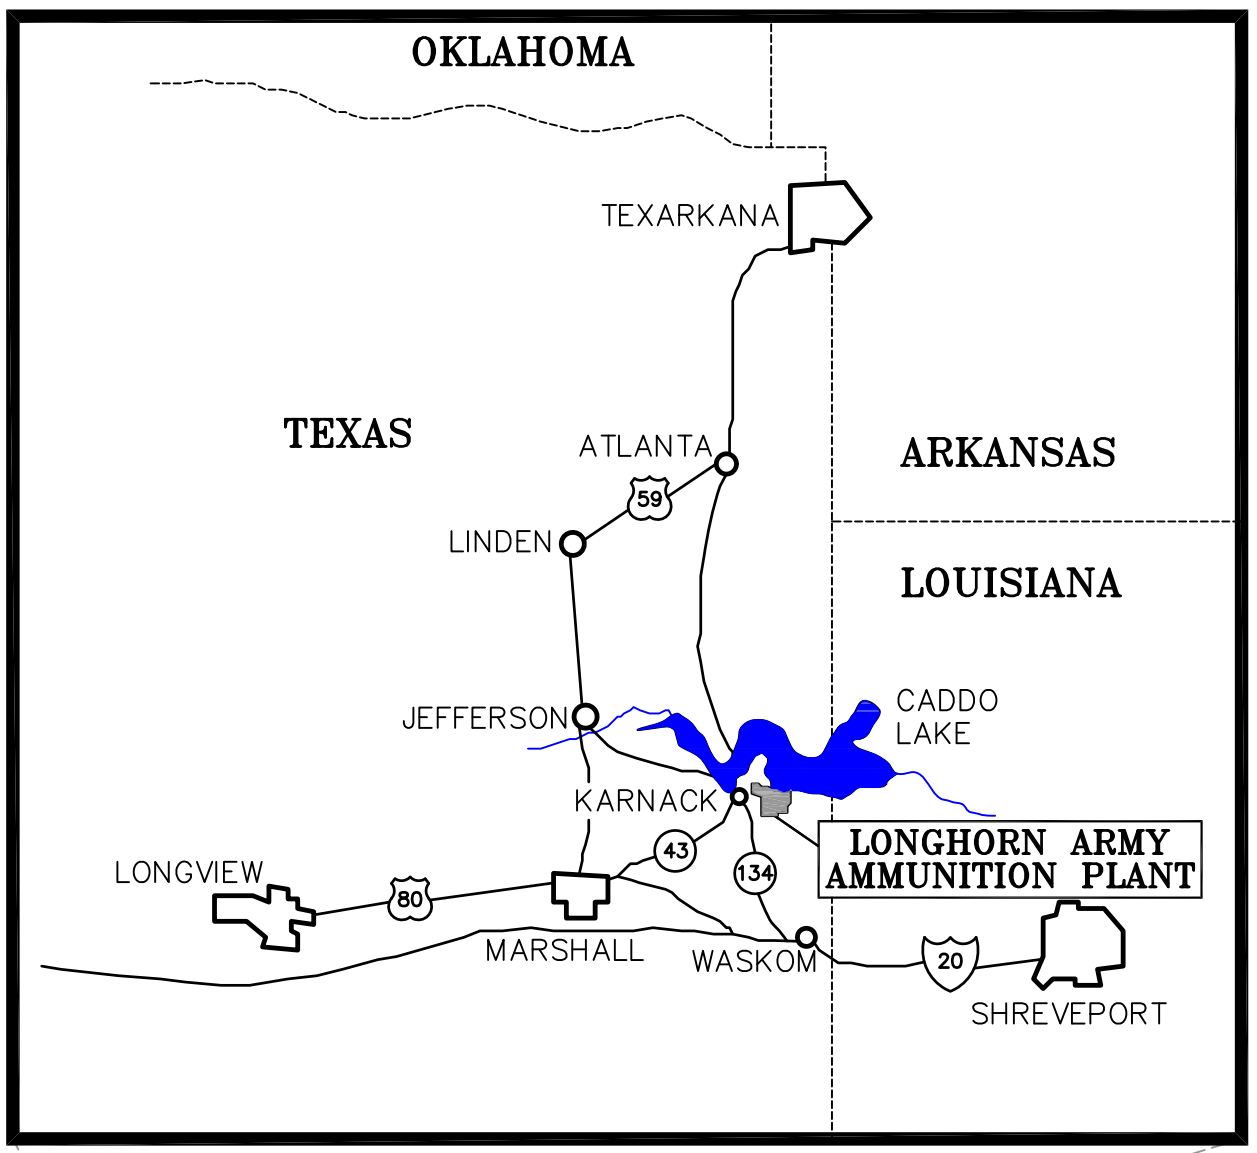 OKLAHOMA
TEXARKANA
TEXAS
ATLANTA
ARKANSAS
59
LINDEN
LOUISIANA
JEFFERSON
CADDO
LAKE
KARNACK
LONGHORN ARMY
AMMUNITION PLANT
43
134
LONGVIEW
80
MARSHALL
WASKOM
20
SHREVEPORT